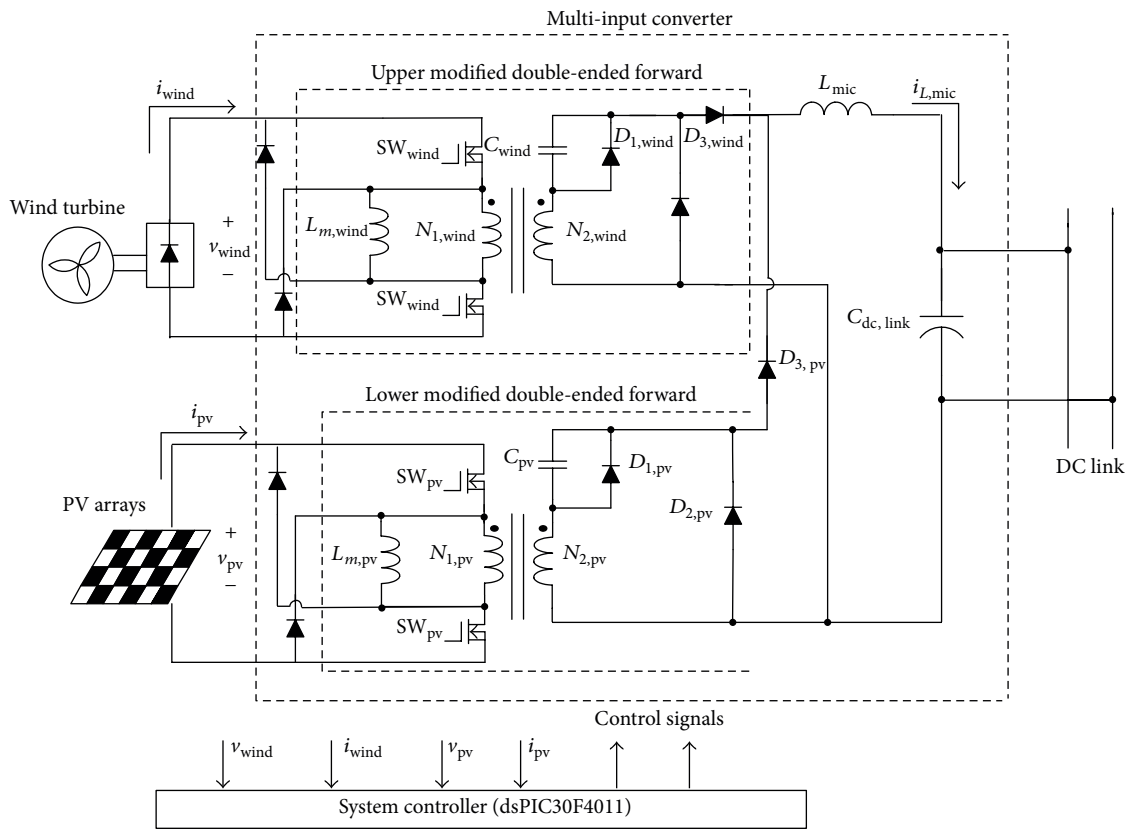 Multi-input converter
Upper modified double-ended forward
i_wind
L_mic
i_L,mic
SW_wind
C_wind
D_1,wind
D_3,wind
Wind turbine
+
v_wind
−
L_m,wind
N_1,wind
N_2,wind
SW_wind
C_dc, link
D_3, pv
Lower modified double-ended forward
i_pv
SW_pv
C_pv
D_1,pv
DC link
PV arrays
D_2,pv
+
v_pv
−
L_m,pv
N_1,pv
N_2,pv
SW_pv
Control signals
v_wind
i_wind
v_pv
i_pv
System controller (dsPIC30F4011)